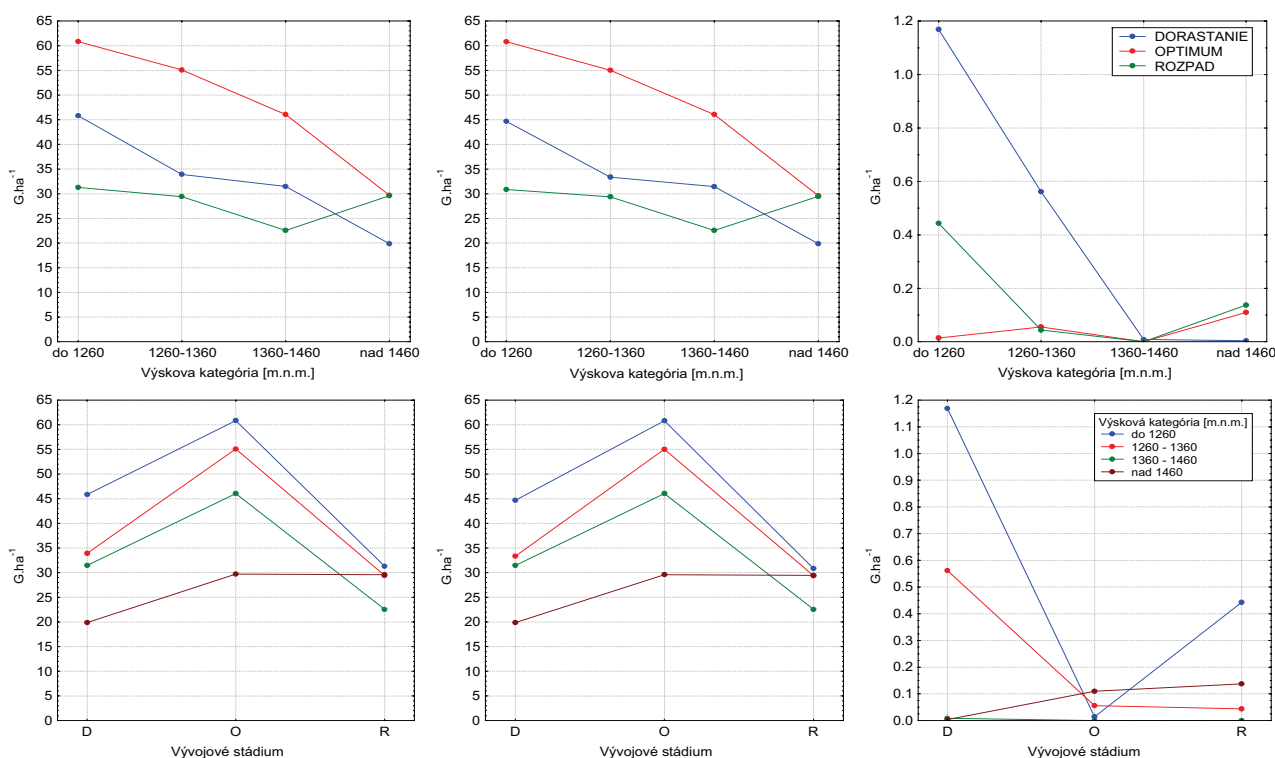 65
60
55
50
45
40
35
30
25
20
15
10
5
0
G.ha-1
do 1260 1260-1360 1360-1460 nad 1460
Výskova kategória [m.n.m.]
65
60
55
50
45
40
35
30
25
20
15
10
5
0
G.ha-1
do 1260 1260-1360 1360-1460 nad 1460
Výskova kategória [m.n.m.]
1.2
1.0
0.8
0.6
0.4
0.2
0.0
G.ha-1
DORASTANIE
OPTIMUM
ROZPAD
do 1260 1260-1360 1360-1460 nad 1460
Výskova kategória [m.n.m.]
65
60
55
50
45
40
35
30
25
20
15
10
5
0
G.ha-1
D O R
Vývojové stádium
65
60
55
50
45
40
35
30
25
20
15
10
5
0
G.ha-1
D O R
Vývojové stádium
1.2
1.1
1.0
0.9
0.8
0.7
0.6
0.5
0.4
0.3
0.2
0.1
0.0
G.ha-1
Výsková kategória [m.n.m.]
do 1260
1260 - 1360
1360 - 1460
nad 1460
D O R
Vývojové stádium